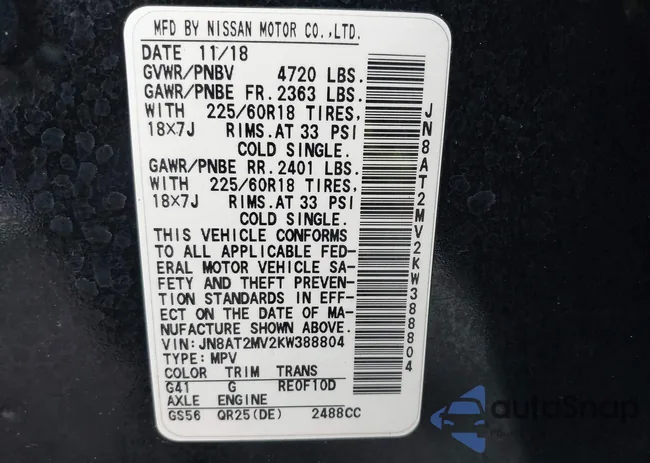 MFD BY NISSAN MOTOR CO.,LTD.
DATE 11/18
GVWR/PNBV 4720 LBS.
GAWR/PNBE FR. 2363 LBS.
WITH 225/60R18 TIRES,
18X7J RIMS.AT 33 PSI
COLD SINGLE.
GAWR/PNBE RR. 2401 LBS.
WITH 225/60R18 TIRES,
18X7J RIMS.AT 33 PSI
COLD SINGLE.
THIS VEHICLE CONFORMS
TO ALL APPLICABLE FED-
ERAL MOTOR VEHICLE SA-
FETY AND THEFT PREVEN-
TION STANDARDS IN EFF-
ECT ON THE DATE OF MA-
NUFACTURE SHOWN ABOVE.
VIN: JN8AT2MV2KW388804
TYPE: MPV
COLOR TRIM TRANS
G41 G RE0F10D
AXLE ENGINE
GS56 QR25(DE) 2488CC
JN8AT2MV2KW388804
autoSnap